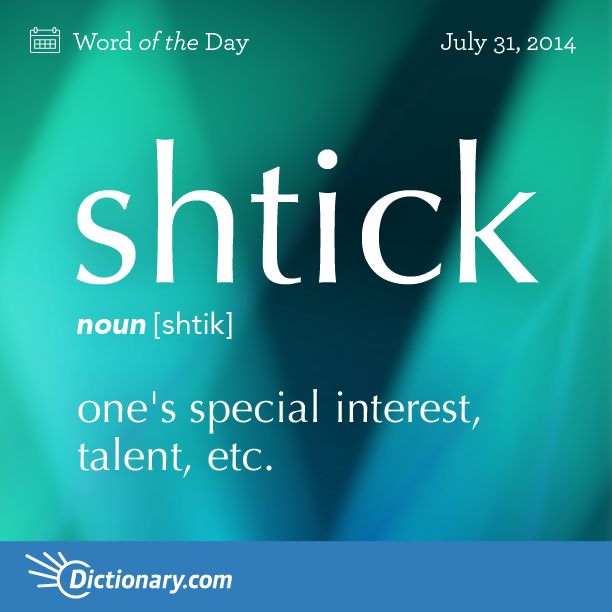 Word of the Day
July 31, 2014
shtick
noun [shtik]
one's special interest,
talent, etc.
Dictionary.com